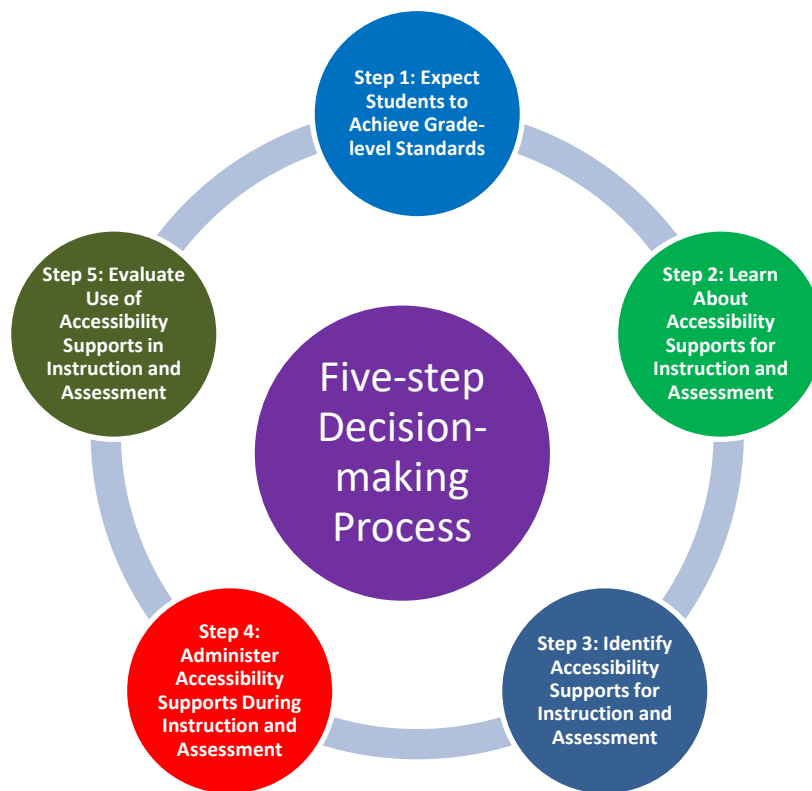 Step 1: Expect
Students to
Achieve Grade-
level Standards
Step 2: Learn
About
Accessibility
Supports for
Instruction and
Assessment
Step 3: Identify
Accessibility
Supports for
Instruction and
Assessment
Step 4:
Administer
Accessibility
Supports During
Instruction and
Assessment
Step 5: Evaluate
Use of
Accessibility
Supports in
Instruction and
Assessment
Five-step
Decision-
making
Process